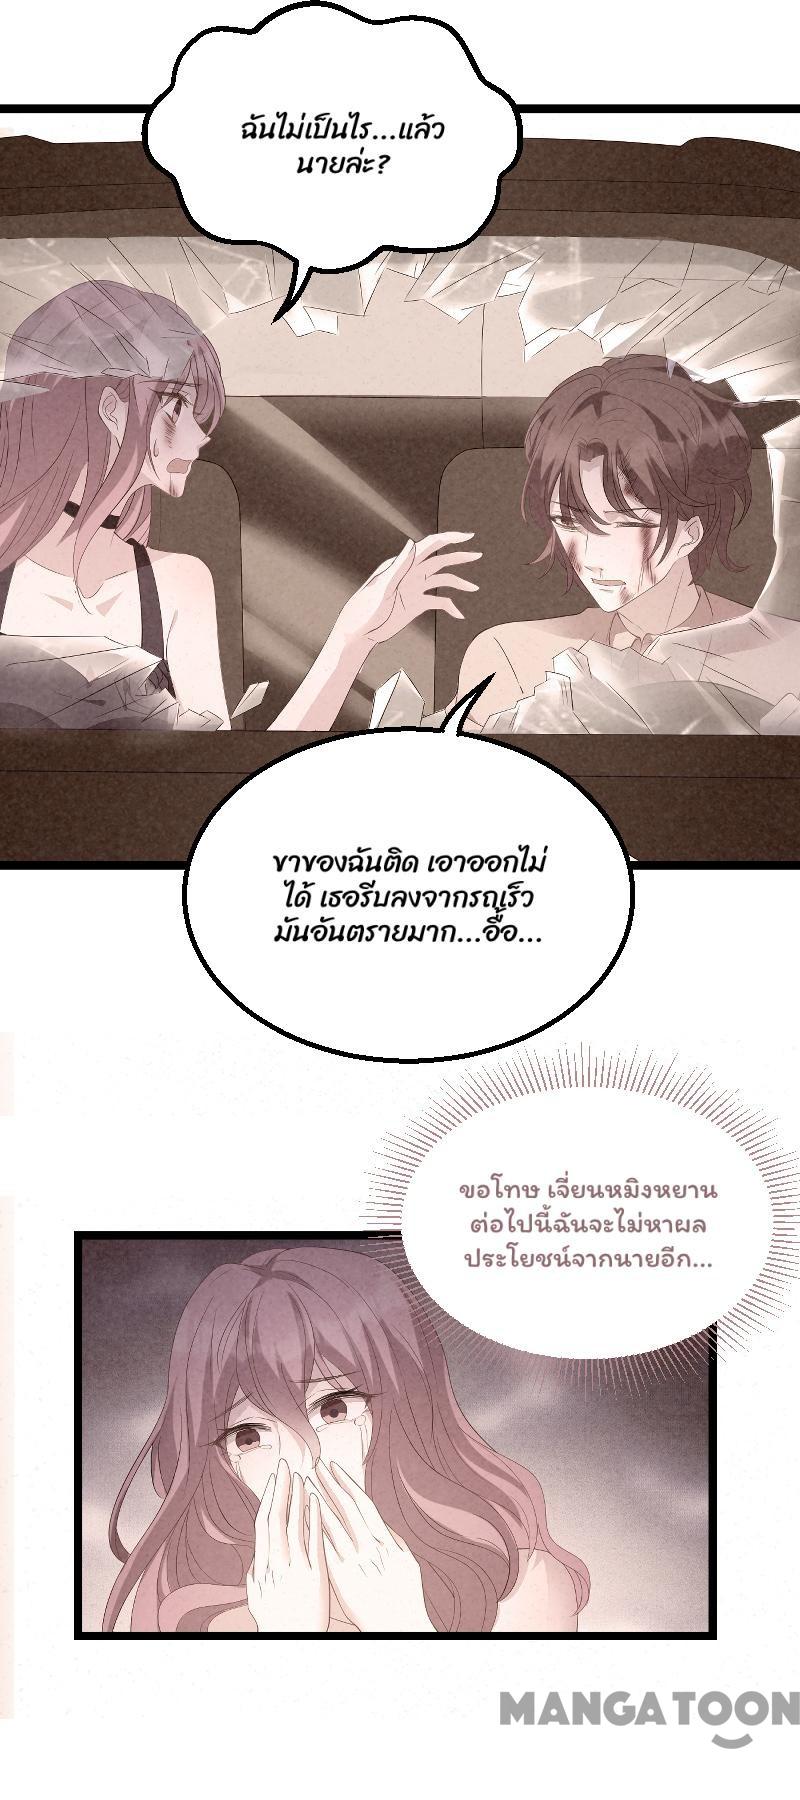 ฉันไม่เป็นไร...แล้ว
นายล่ะ?
ขาของฉันติด เอาออกไม่
ได้ เธอรีบลงจากรถเร็ว
มันอันตรายมาก...อื้อ...
ขอโทษ เจี่ยนหมิงหยาน
ต่อไปนี้ฉันจะไม่หาผล
ประโยชน์จากนายอีก...
MANGATOON